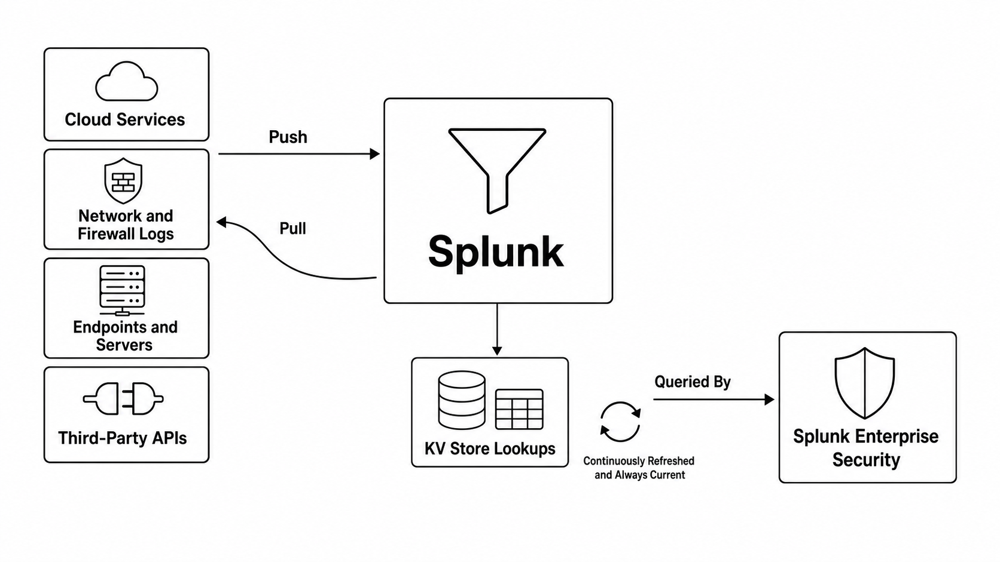 Cloud Services
Network and
Firewall Logs
Endpoints and
Servers
Third-Party APIs
Push
Pull
Splunk
KV Store Lookups
Continuously Refreshed
and Always Current
Queried By
Splunk Enterprise
Security